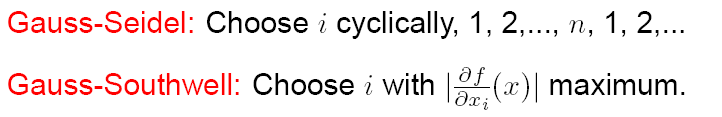 Gauss-Seidel: Choose i cyclically, 1, 2,..., n, 1, 2,...
Gauss-Southwell: Choose i with |∂f/∂x_i(x)| maximum.